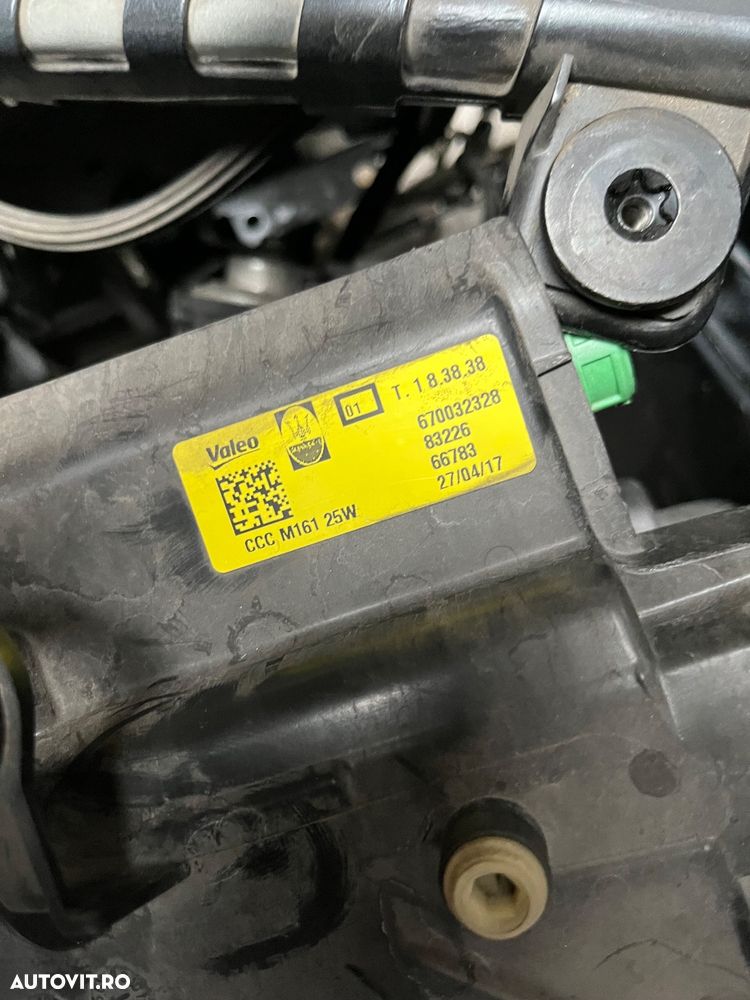 Valeo
01
T. 1 8.38.38
670032328
83226
66783
27/04/17
CCC M161 25W
AUTOVIT.RO